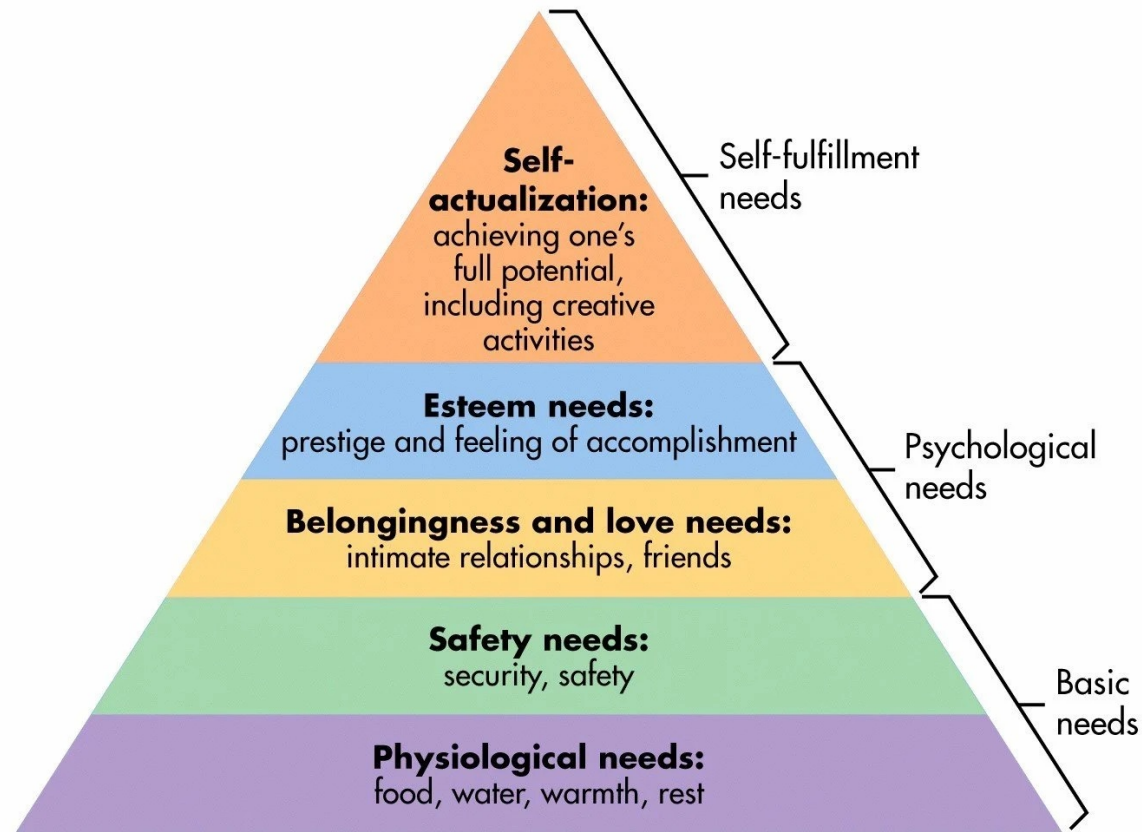 Self-
actualization:
achieving one’s
full potential,
including creative
activities
Self-fulfillment
needs
Esteem needs:
prestige and feeling of accomplishment
Psychological
needs
Belongingness and love needs:
intimate relationships, friends
Safety needs:
security, safety
Basic
needs
Physiological needs:
food, water, warmth, rest